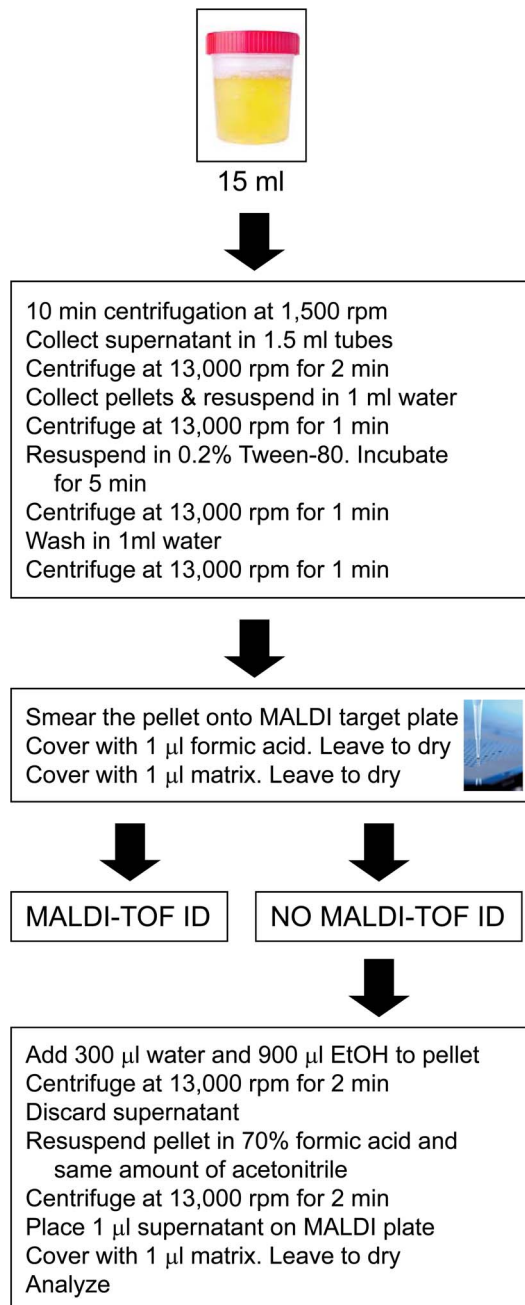 15 ml
10 min centrifugation at 1,500 rpm
Collect supernatant in 1.5 ml tubes
Centrifuge at 13,000 rpm for 2 min
Collect pellets & resuspend in 1 ml water
Centrifuge at 13,000 rpm for 1 min
Resuspend in 0.2% Tween-80. Incubate
for 5 min
Centrifuge at 13,000 rpm for 1 min
Wash in 1ml water
Centrifuge at 13,000 rpm for 1 min
Smear the pellet onto MALDI target plate
Cover with 1 μl formic acid. Leave to dry
Cover with 1 μl matrix. Leave to dry
MALDI-TOF ID
NO MALDI-TOF ID
Add 300 μl water and 900 μl EtOH to pellet
Centrifuge at 13,000 rpm for 2 min
Discard supernatant
Resuspend pellet in 70% formic acid and
same amount of acetonitrile
Centrifuge at 13,000 rpm for 2 min
Place 1 μl supernatant on MALDI plate
Cover with 1 μl matrix. Leave to dry
Analyze